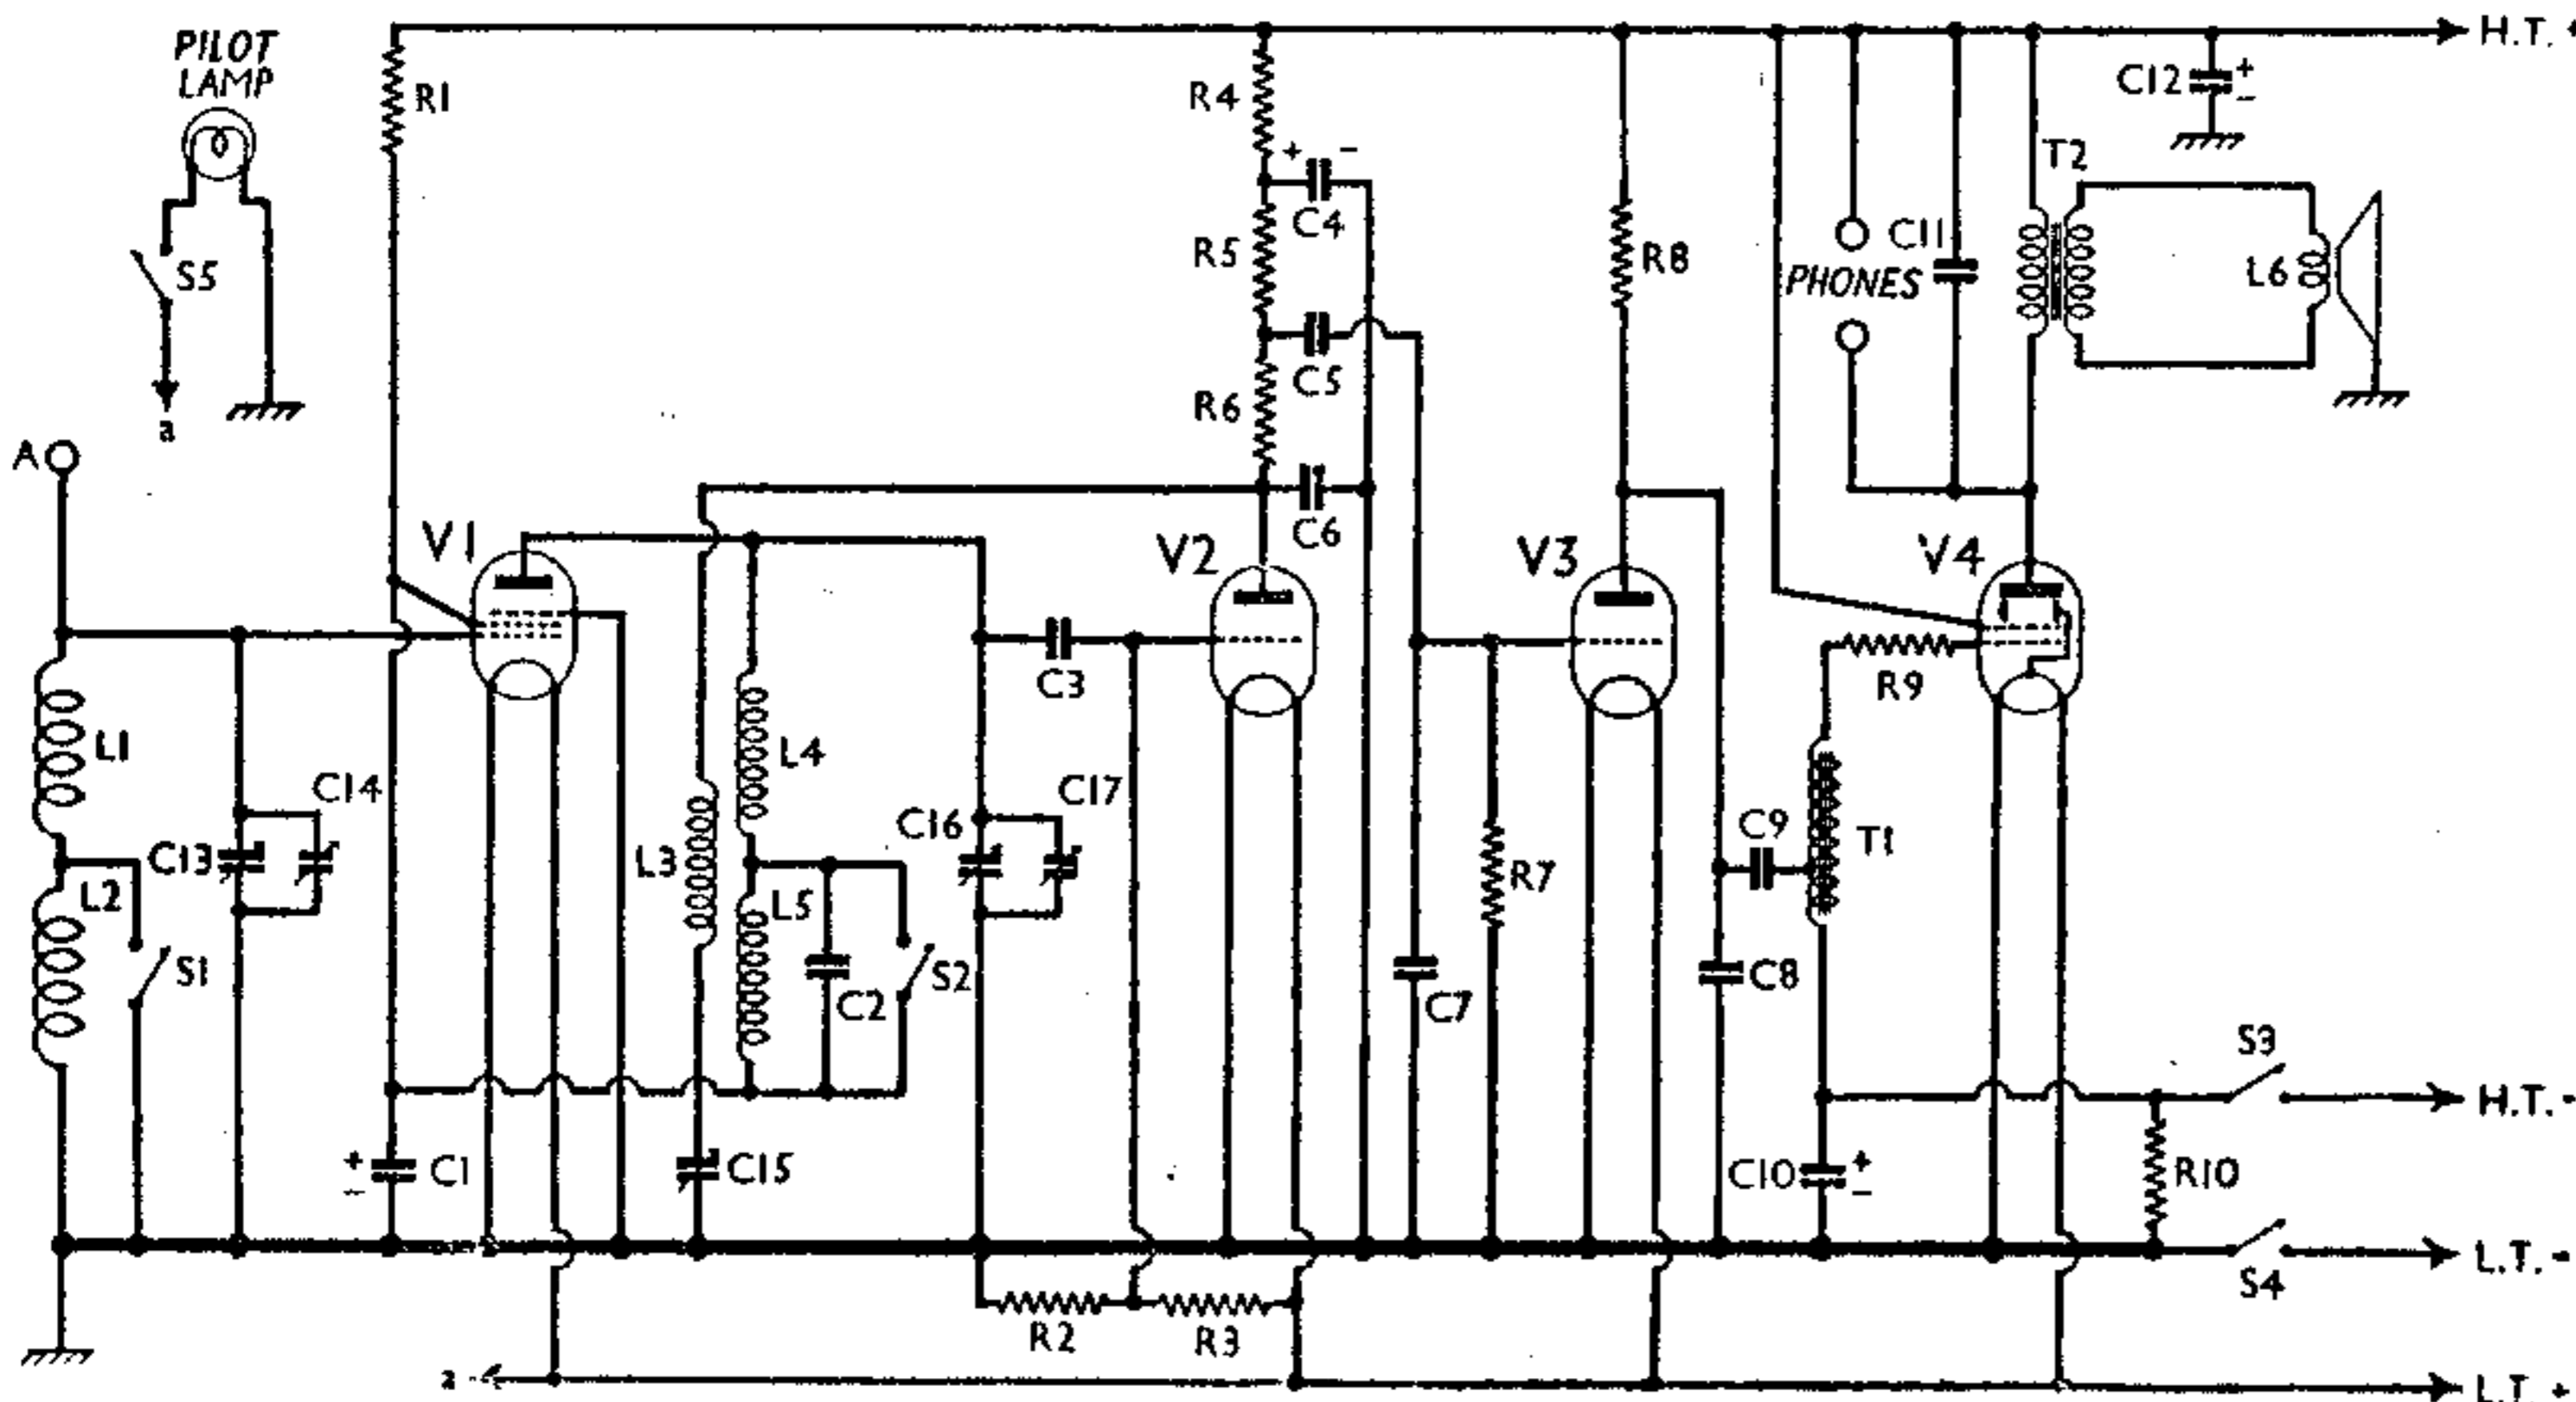 PILOT
LAMP
S5
a
A
R1
R4
C4
R5
C5
R6
C6
R8
PHONES
C11
C12
+
-
H.T. +
T2
L6
V1
V2
V3
V4
+ -
L1
L2
S1
C13
C14
C1
+
-
L3
L4
L5
C2
S2
C15
C16
C17
C3
R2
R3
C7
R7
C8
C9
T1
R9
C10
+
-
R10
S3
H.T. -
S4
L.T. -
a
L.T. +